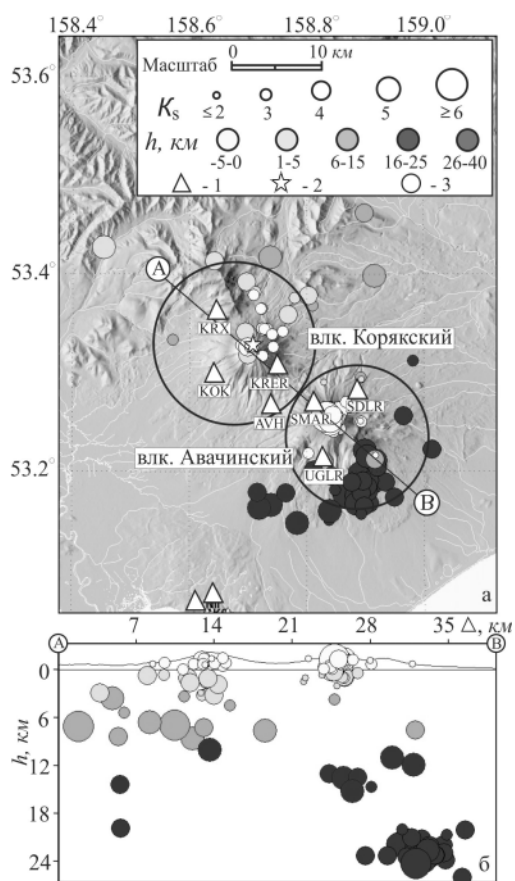 158.4° 158.6° 158.8° 159.0°
53.6°
53.4°
53.2°
Масштаб 0 10 км
Ks ≤2 3 4 5 ≥6
h, км
-5-0 1-5 6-15 16-25 26-40
- 1 - 2 - 3
A
KRX
влк. Корякский
KOK
KRER
AVH
SMAR
SDLR
влк. Авачинский
UGLR
B
а
A 7 14 21 28 35 Δ, км B
h, км
0
6
12
18
24
б